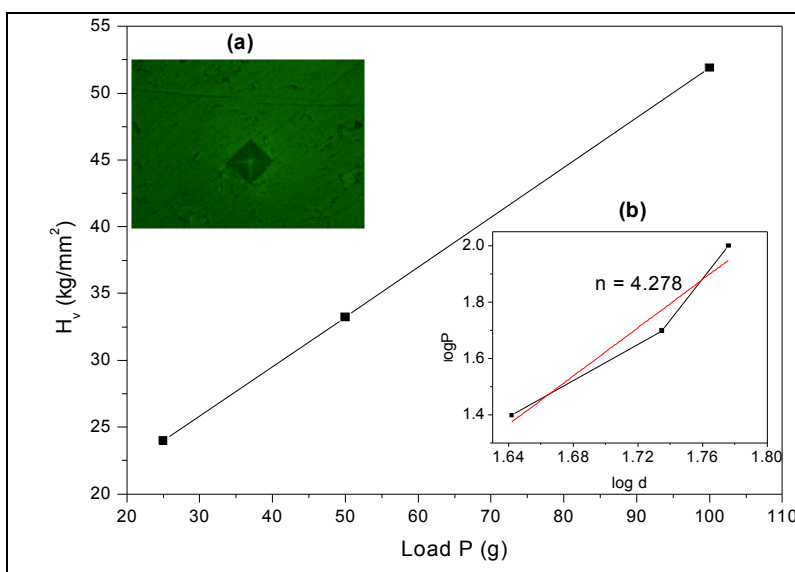 (a)
55
50
45
40
35
30
25
20
H_v (kg/mm²)
20 30 40 50 60 70 80 90 100 110
Load P (g)
(b)
2.0
1.8
1.6
1.4
logP
n = 4.278
1.64 1.68 1.72 1.76 1.80
log d